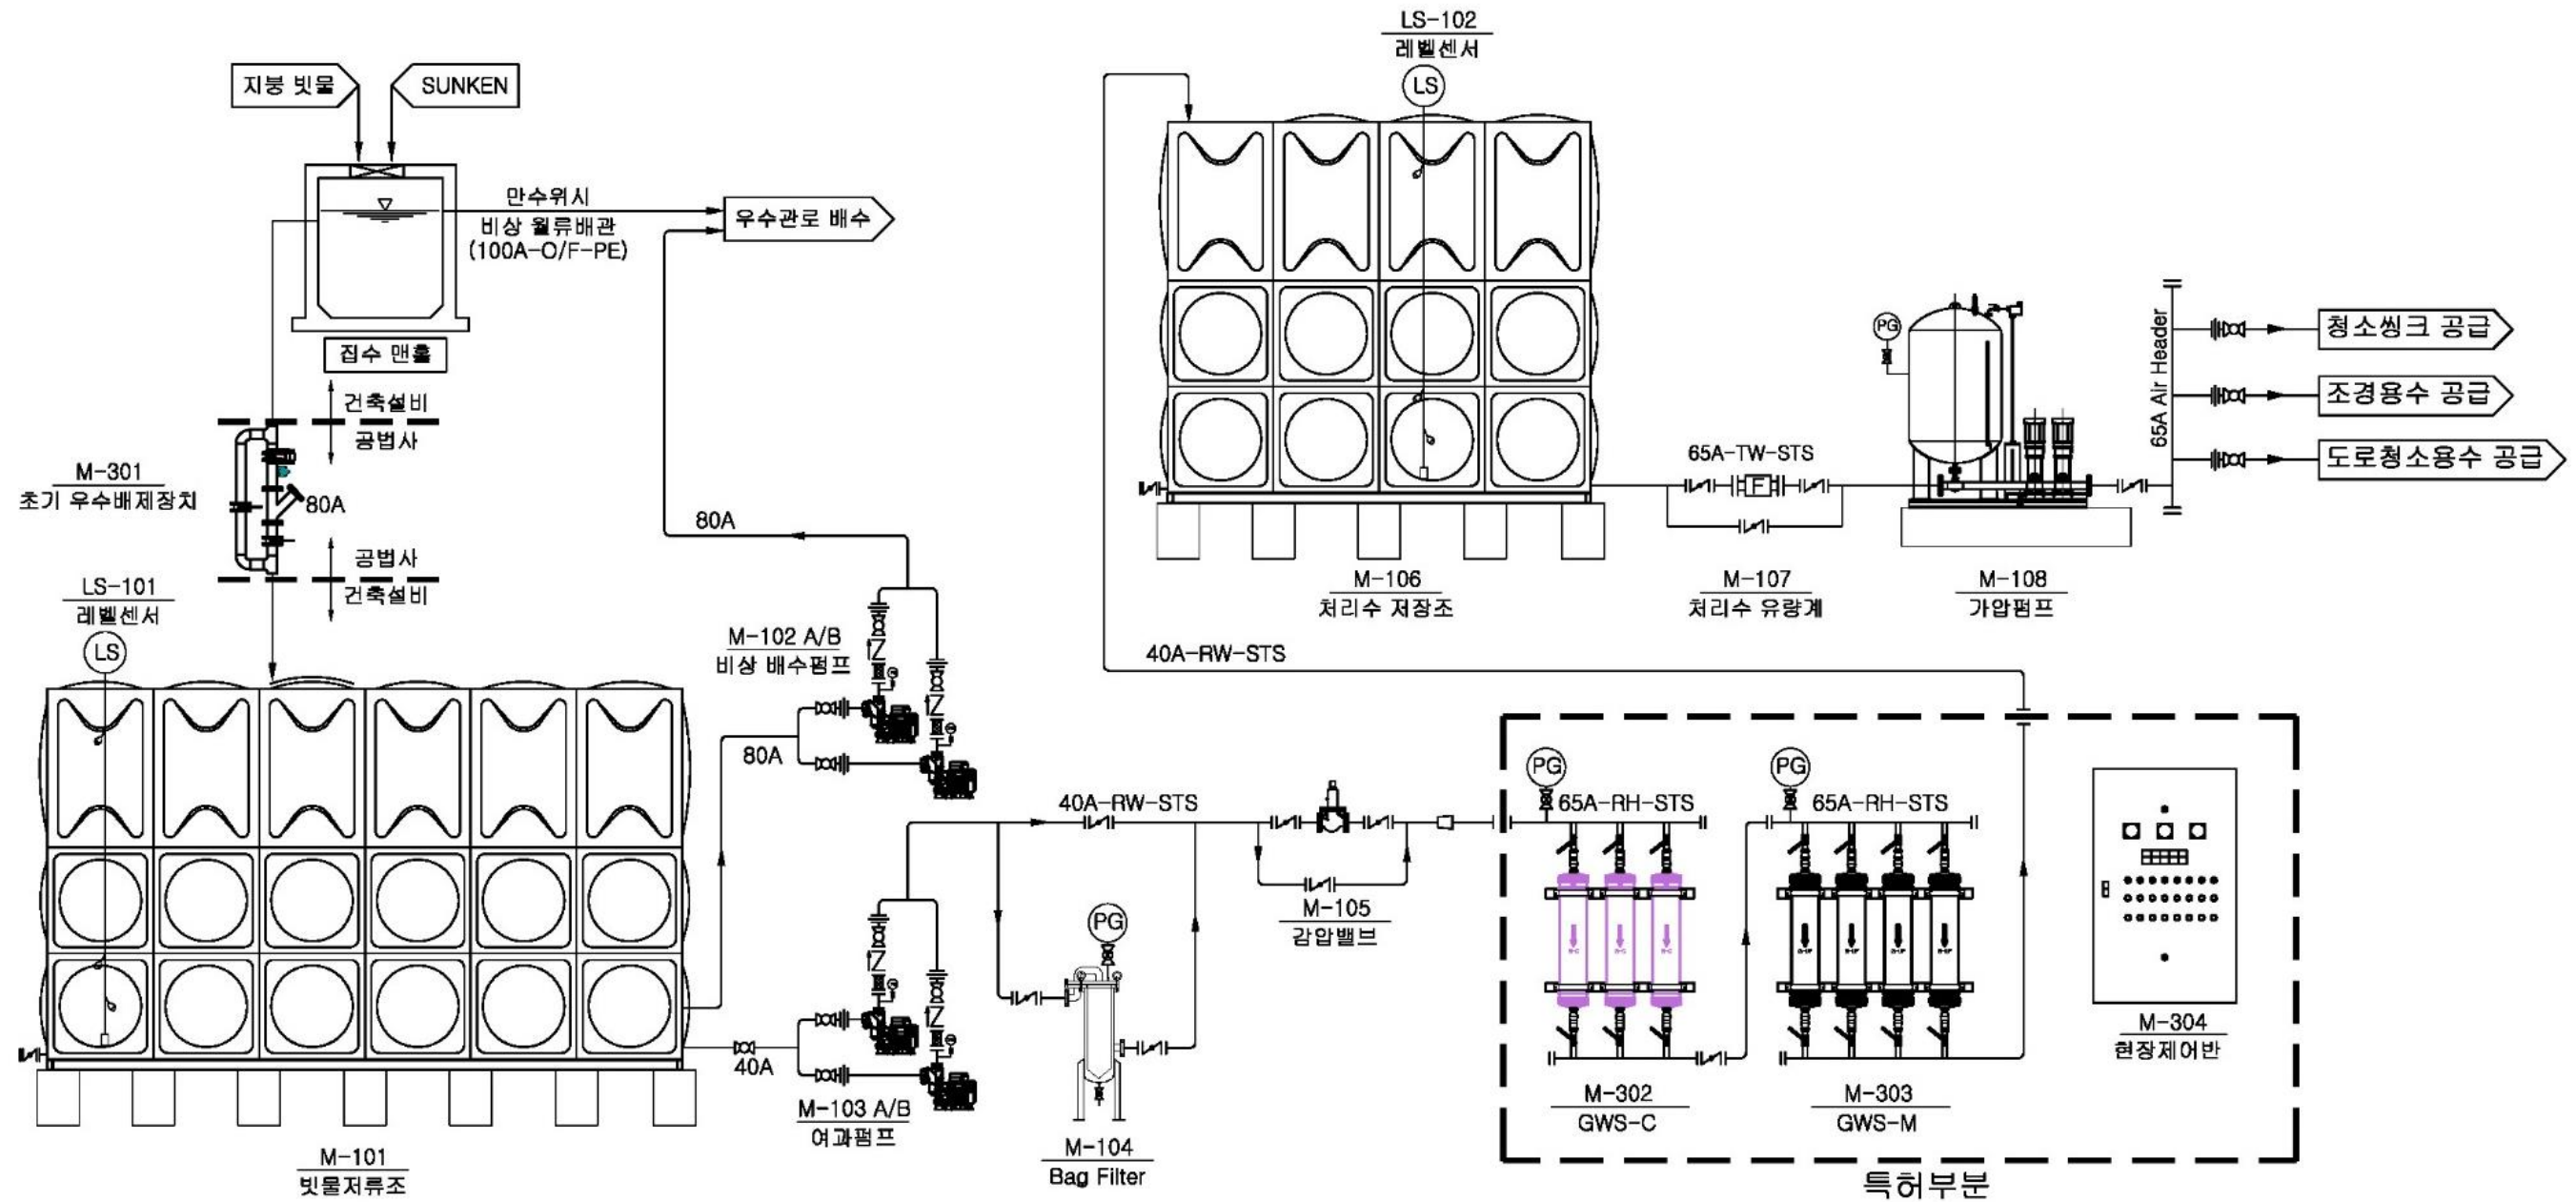 지붕 빗물
SUNKEN
만수위시
비상 월류배관
(100A-O/F-PE)
우수관로 배수
집수 맨홀
건축설비
공법사
M-301
초기 우수배제장치
80A
공법사
건축설비
LS-101
레벨센서
LS
M-101
빗물저류조
80A
M-102 A/B
비상 배수펌프
80A
40A
M-103 A/B
여과펌프
40A-RW-STS
PG
M-104
Bag Filter
M-105
감압밸브
LS-102
레벨센서
LS
M-106
처리수 저장조
65A-TW-STS
F
M-107
처리수 유량계
PG
M-108
가압펌프
65A Air Header
청소씽크 공급
조경용수 공급
도로청소용수 공급
40A-RW-STS
PG
65A-RH-STS
PG
65A-RH-STS
M-302
GWS-C
M-303
GWS-M
M-304
현장제어반
특허부분